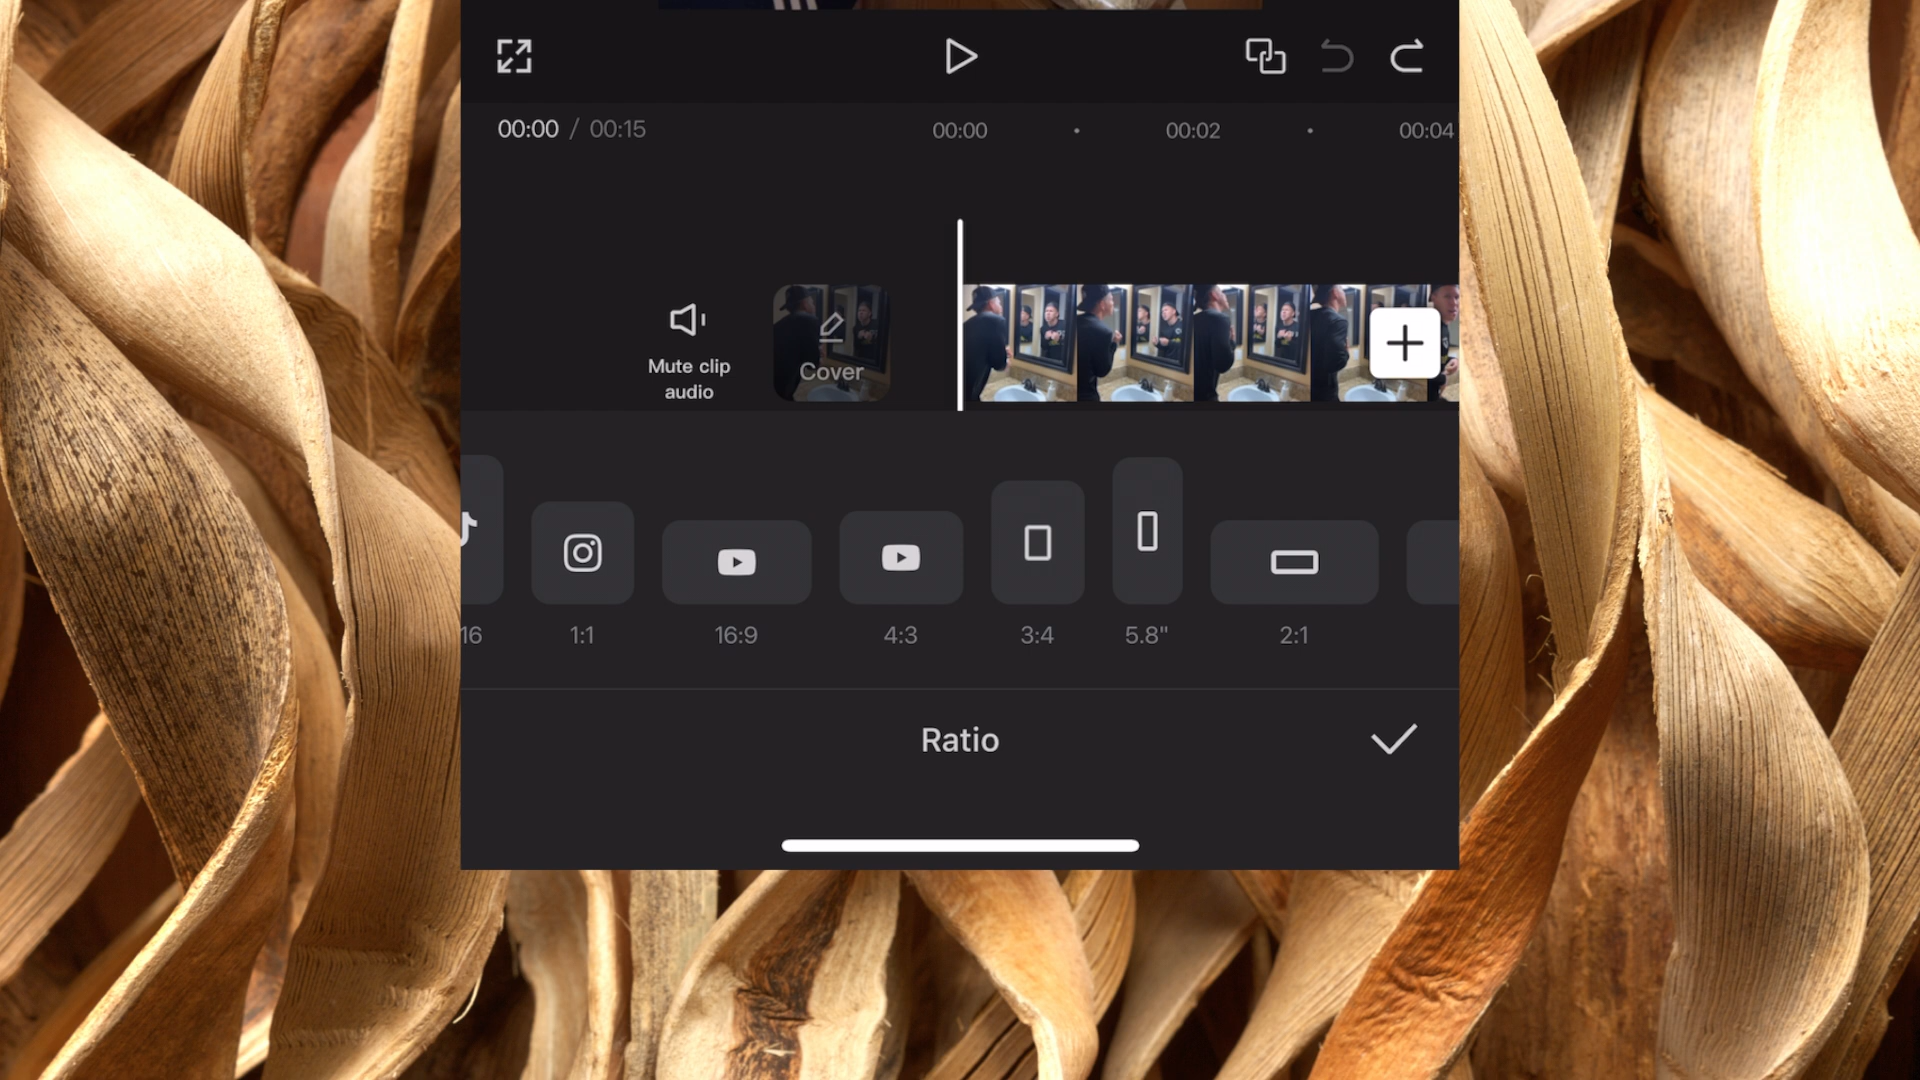 00:00 / 00:15
00:00 · 00:02 · 00:04
Mute clip
audio
Cover
16
1:1
16:9
4:3
3:4
5.8"
2:1
Ratio